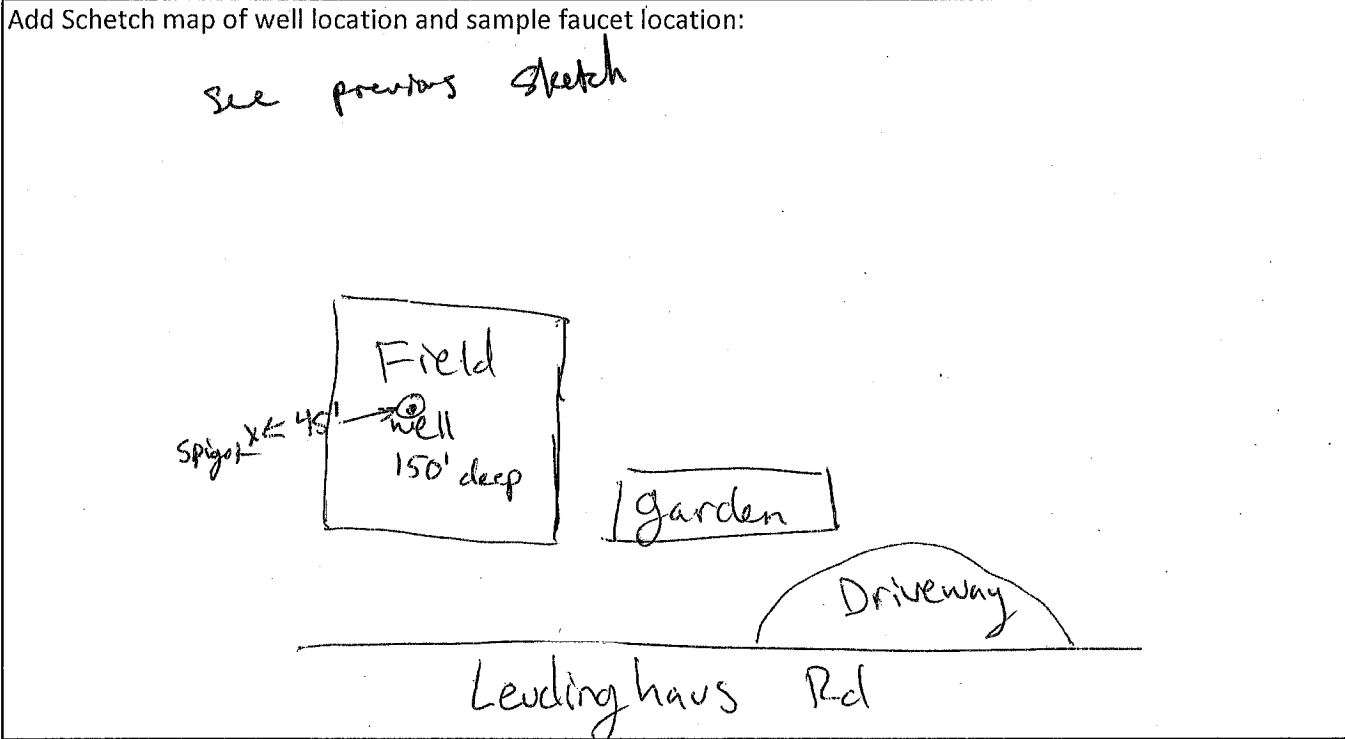 Add Schetch map of well location and sample faucet location:
See previous sketch
Field
Spigot x ← 45' → well
150' deep
garden
Driveway
Leudinghaus Rd